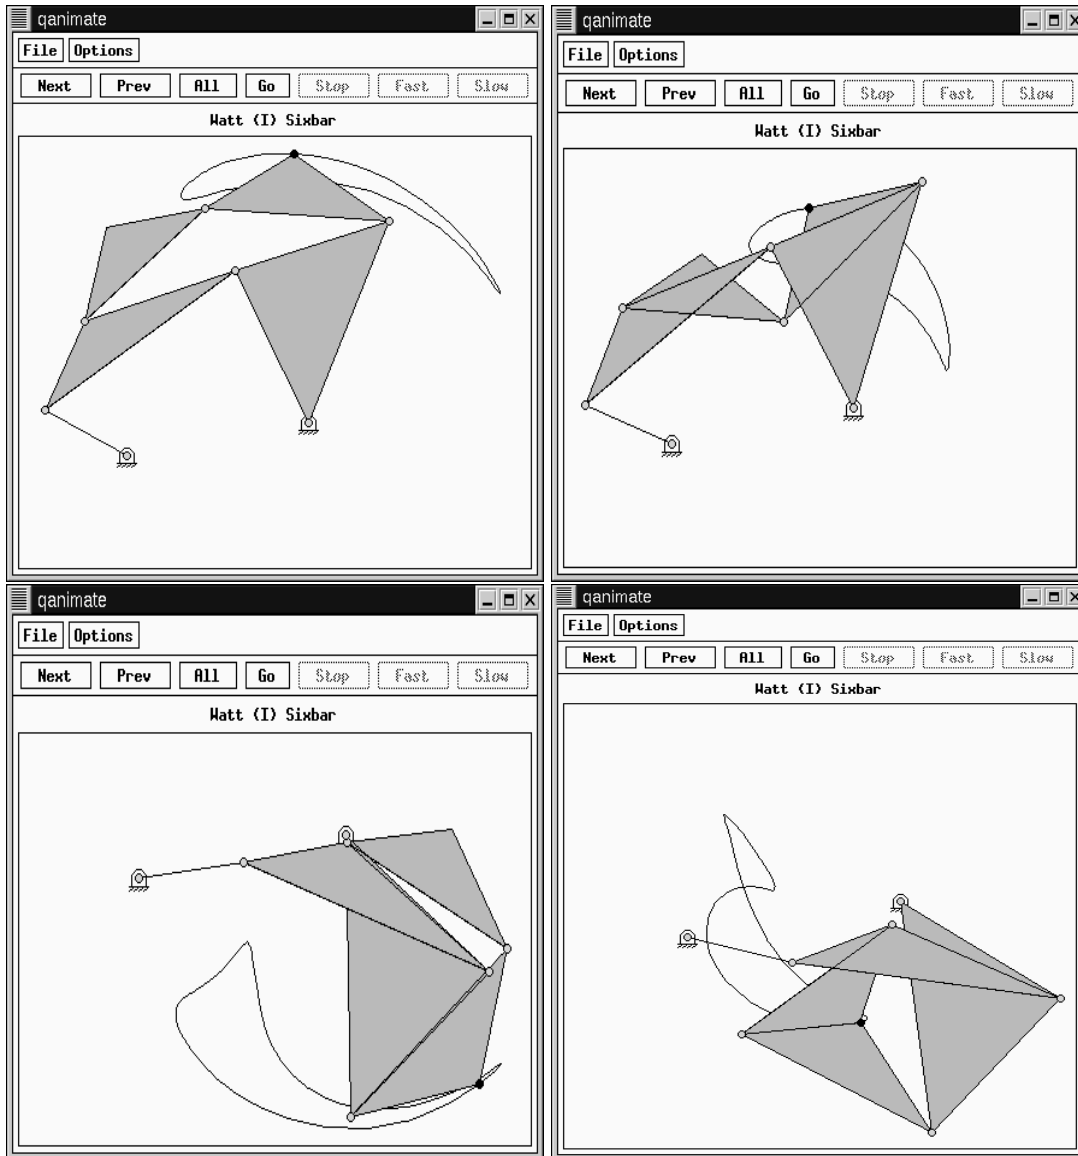 qanimate
File Options
Next Prev All Go Stop Fast Slow
Watt (I) Sixbar
qanimate
File Options
Next Prev All Go Stop Fast Slow
Watt (I) Sixbar
qanimate
File Options
Next Prev All Go Stop Fast Slow
Watt (I) Sixbar
qanimate
File Options
Next Prev All Go Stop Fast Slow
Watt (I) Sixbar